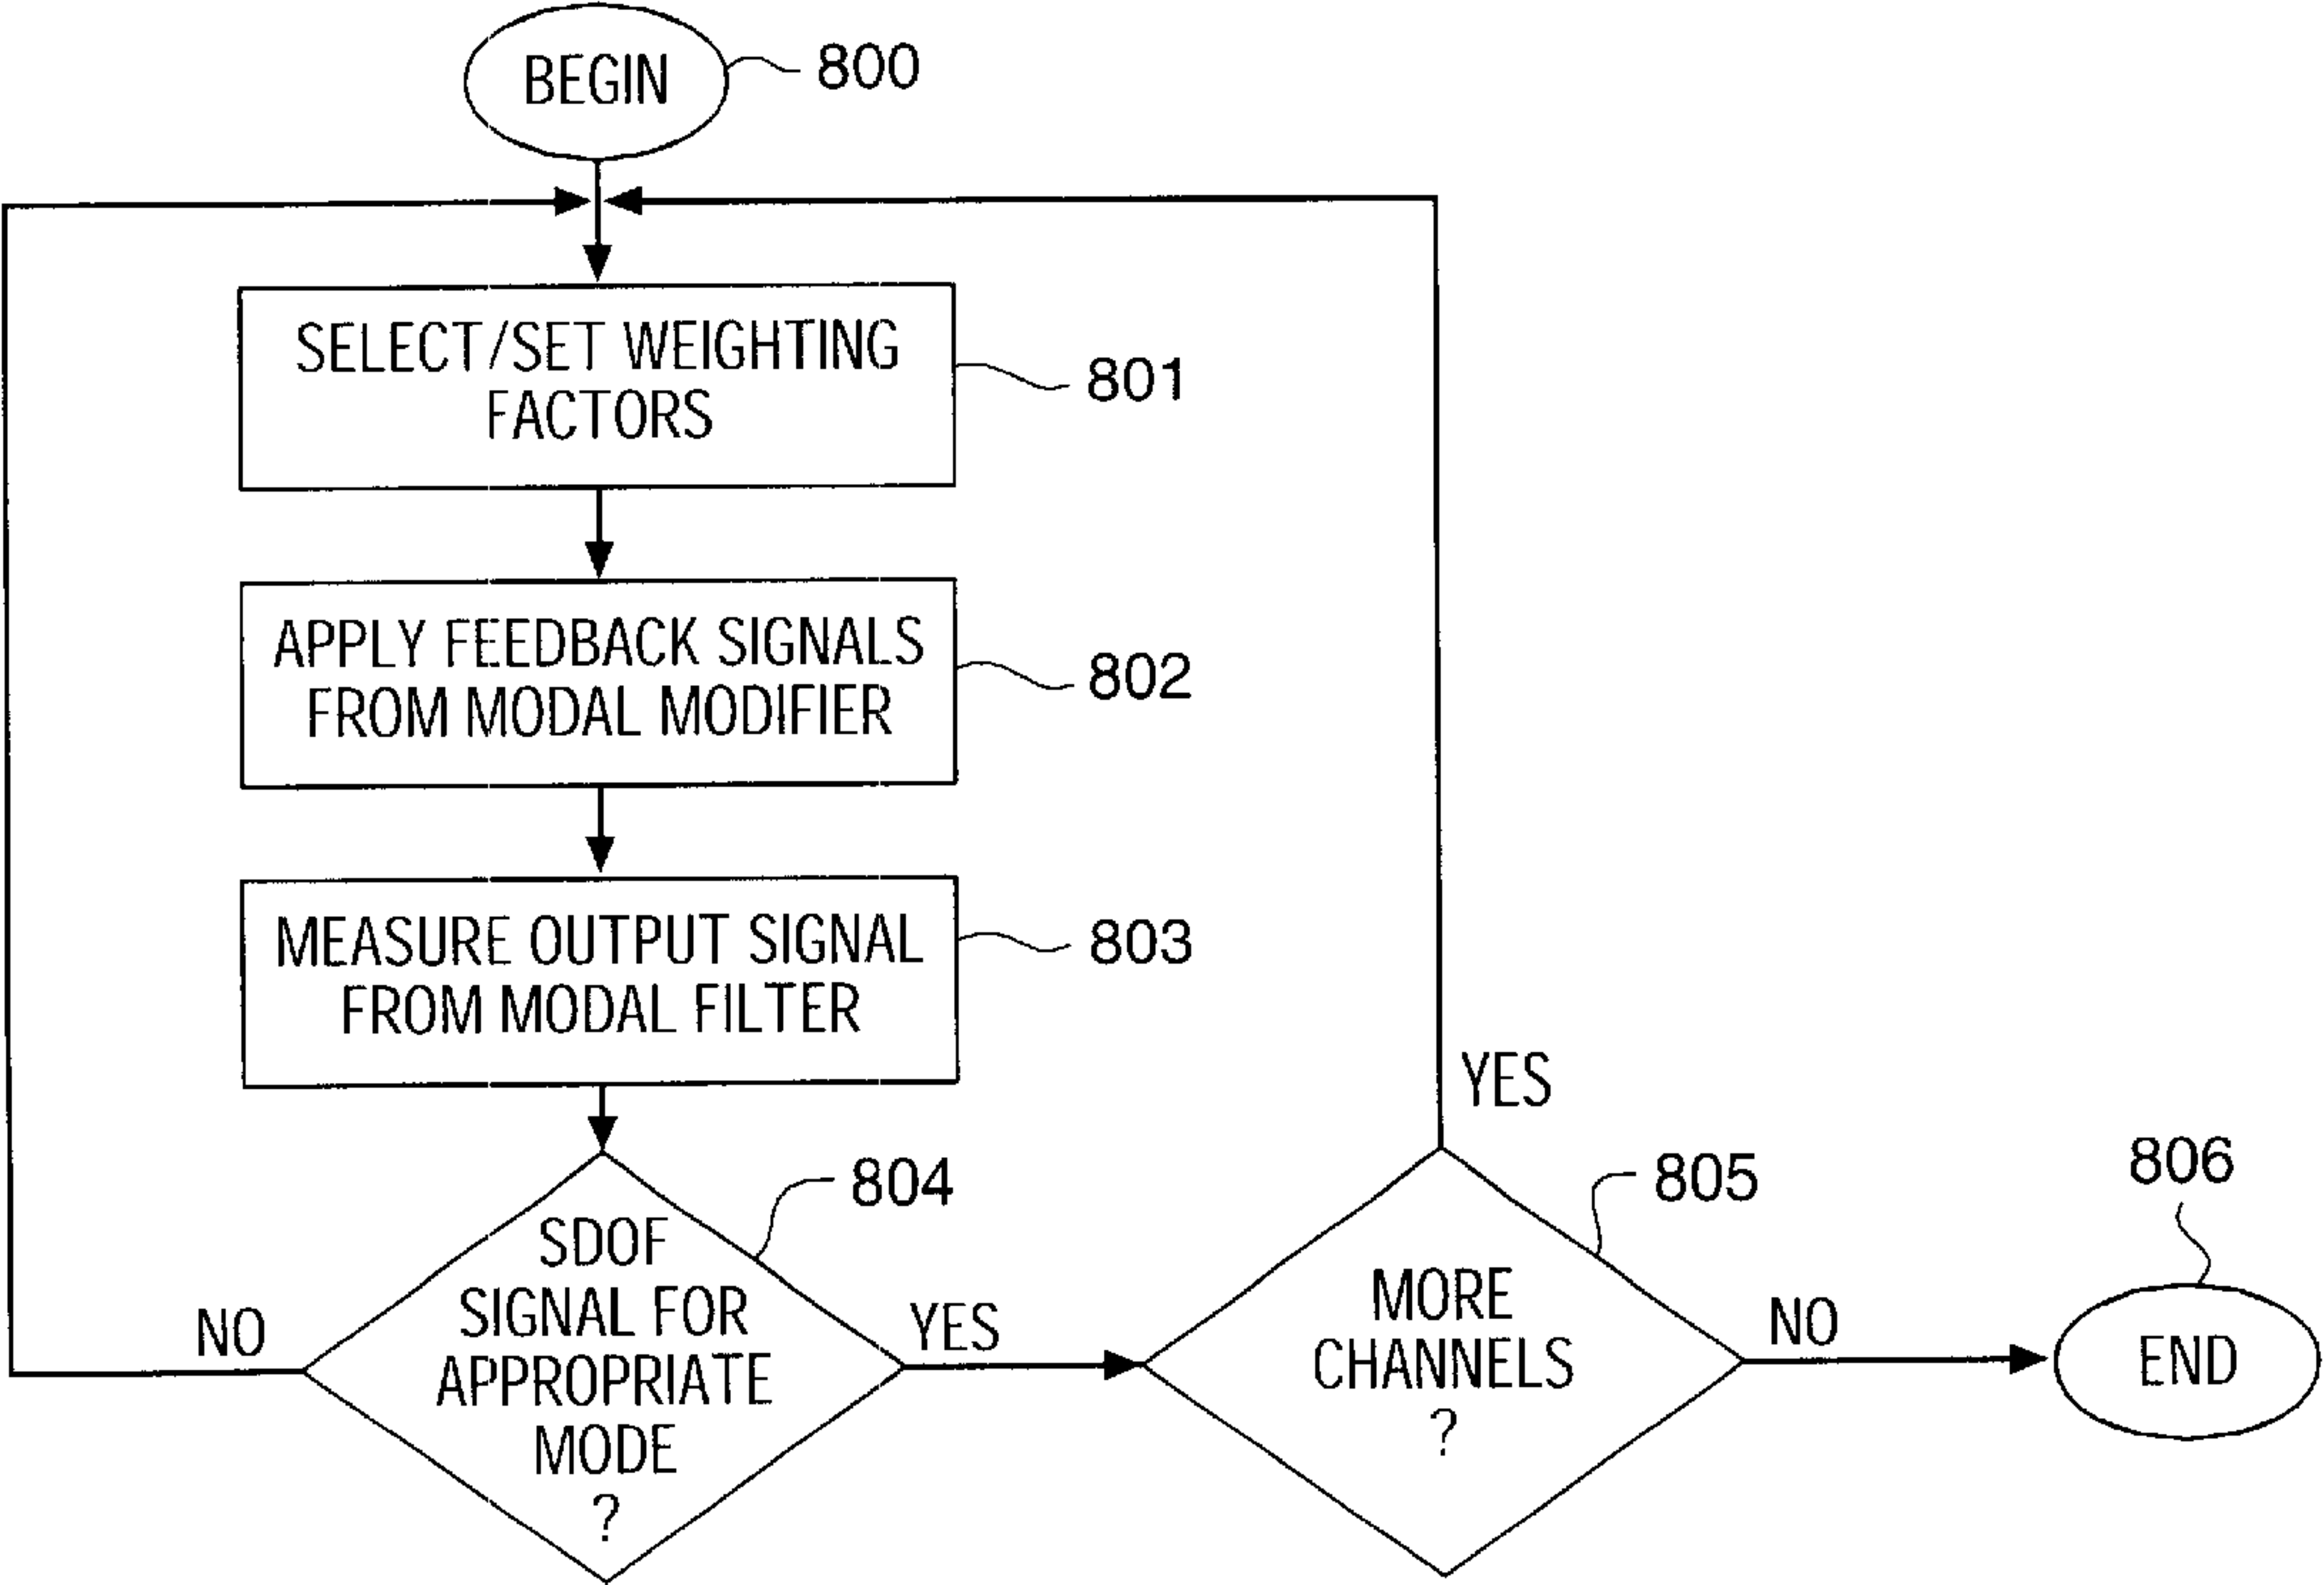 BEGIN
800
SELECT/SET WEIGHTING
FACTORS
801
APPLY FEEDBACK SIGNALS
FROM MODAL MODIFIER
802
MEASURE OUTPUT SIGNAL
FROM MODAL FILTER
803
SDOF
SIGNAL FOR
APPROPRIATE
MODE
?
804
NO
YES
MORE
CHANNELS
?
805
YES
NO
END
806